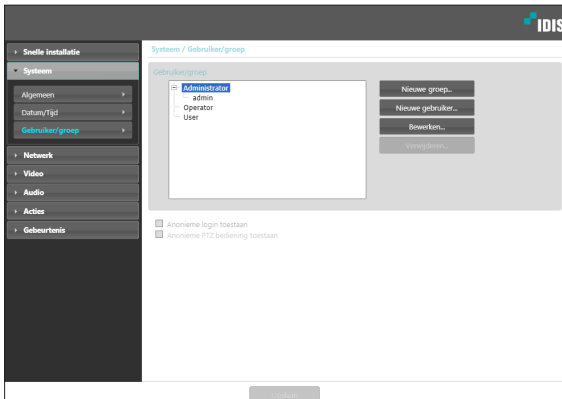 IDIS
Snelle installatie
Systeem
Algemeen
Datum/Tijd
Gebruiker/groep
Netwerk
Video
Audio
Acties
Gebeurtenis
Systeem / Gebruiker/groep
Gebruiker/groep
Administrator
admin
Operator
User
Nieuwe groep...
Nieuwe gebruiker...
Bewerken...
Verwijderen...
Anonieme login toestaan
Anonieme PTZ bediening toestaan
Opslaan